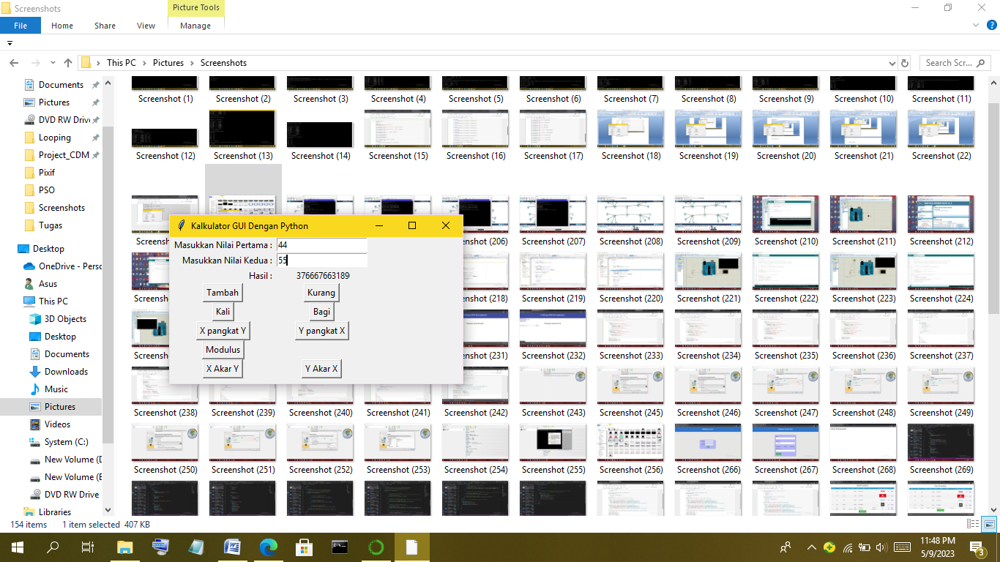 Screenshots
Picture Tools
File
Home
Share
View
Manage
This PC
Pictures
Screenshots
Search Scr...
Documents
Pictures
DVD RW Drive
Looping
Project_CDM
Pixif
PSO
Screenshots
Tugas
Desktop
OneDrive - Perso
Asus
This PC
3D Objects
Desktop
Documents
Downloads
Music
Pictures
Videos
System (C:)
New Volume (
New Volume (E
DVD RW Drive
Libraries
Screenshot (1) Screenshot (2) Screenshot (3) Screenshot (4) Screenshot (5) Screenshot (6) Screenshot (7) Screenshot (8) Screenshot (9) Screenshot (10) Screenshot (11)
Screenshot (12) Screenshot (13) Screenshot (14) Screenshot (15) Screenshot (16) Screenshot (17) Screenshot (18) Screenshot (19) Screenshot (20) Screenshot (21) Screenshot (22)
(206) Screenshot (207) Screenshot (208) Screenshot (209) Screenshot (210) Screenshot (211) Screenshot (212)
(218) Screenshot (219) Screenshot (220) Screenshot (221) Screenshot (222) Screenshot (223) Screenshot (224)
(231) Screenshot (232) Screenshot (233) Screenshot (234) Screenshot (235) Screenshot (236) Screenshot (237)
Screenshot (238) Screenshot (239) Screenshot (240) Screenshot (241) Screenshot (242) Screenshot (243) Screenshot (245) Screenshot (246) Screenshot (247) Screenshot (248) Screenshot (249)
Screenshot (250) Screenshot (251) Screenshot (252) Screenshot (253) Screenshot (254) Screenshot (255) Screenshot (256) Screenshot (266) Screenshot (267) Screenshot (268) Screenshot (269)
Kalkulator GUI Dengan Python
Masukkan Nilai Pertama : 44
Masukkan Nilai Kedua : 55
Hasil : 376667663189
Tambah
Kurang
Kali
Bagi
X pangkat Y
Y pangkat X
Modulus
X Akar Y
Y Akar X
154 items
1 item selected 407 KB
11:48 PM
5/9/2023
3